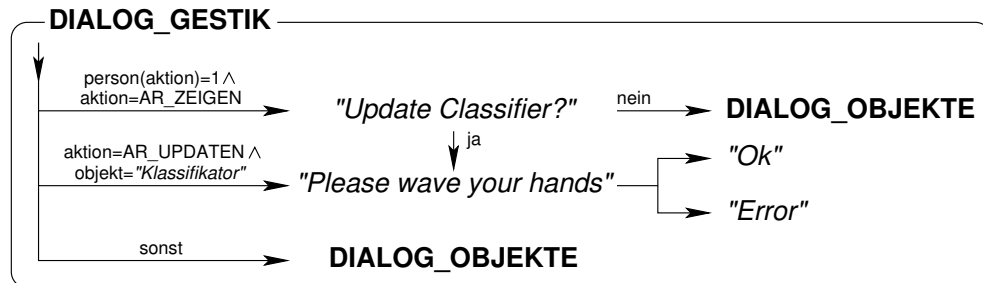 DIALOG_GESTIK
person(aktion)=1∧
aktion=AR_ZEIGEN
"Update Classifier?"
nein
DIALOG_OBJEKTE
ja
aktion=AR_UPDATEN ∧
objekt="Klassifikator"
"Please wave your hands"
"Ok"
"Error"
sonst
DIALOG_OBJEKTE